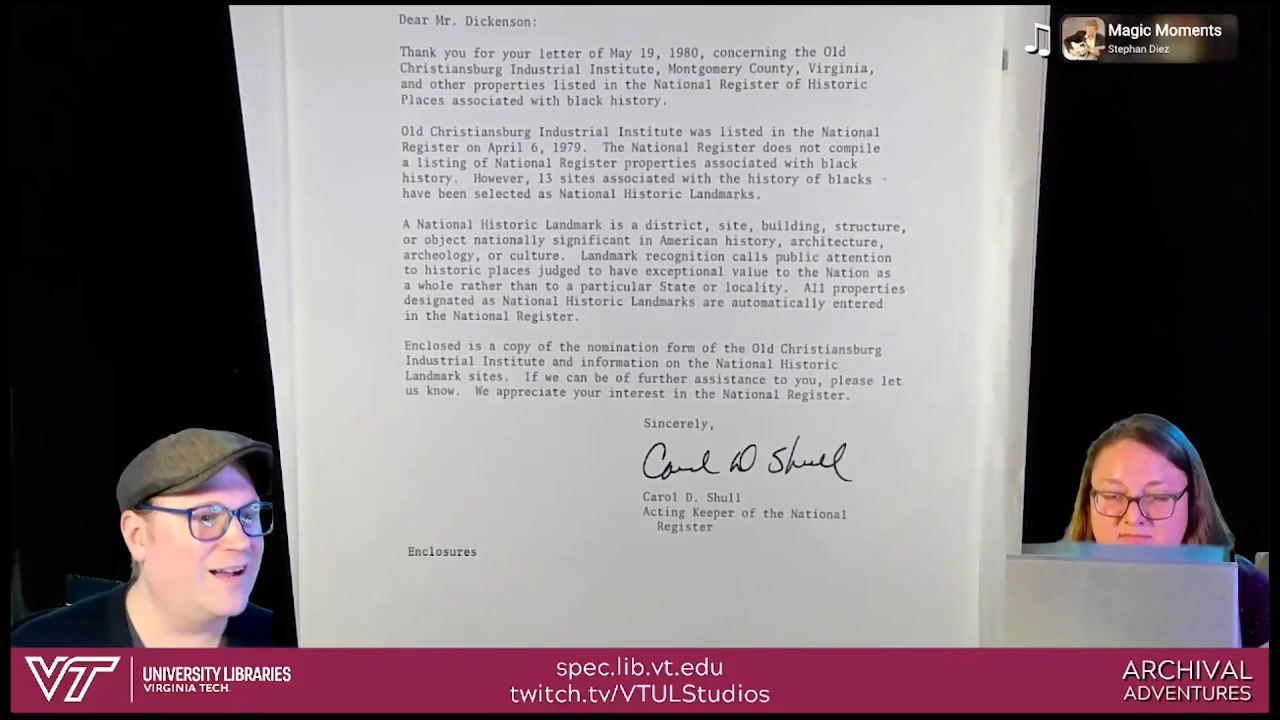 Dear Mr. Dickenson:
Thank you for your letter of May 19, 1980, concerning the Old
Christiansburg Industrial Institute, Montgomery County, Virginia,
and other properties listed in the National Register of Historic
Places associated with black history.
Old Christiansburg Industrial Institute was listed in the National
Register on April 6, 1979. The National Register does not compile
a listing of National Register properties associated with black
history. However, 13 sites associated with the history of blacks
have been selected as National Historic Landmarks.
A National Historic Landmark is a district, site, building, structure,
or object nationally significant in American history, architecture,
archeology, or culture. Landmark recognition calls public attention
to historic places judged to have exceptional value to the Nation as
a whole rather than to a particular State or locality. All properties
designated as National Historic Landmarks are automatically entered
in the National Register.
Enclosed is a copy of the nomination form of the Old Christiansburg
Industrial Institute and information on the National Historic
Landmark sites. If we can be of further assistance to you, please let
us know. We appreciate your interest in the National Register.
Sincerely,
Carol D Shull
Carol D. Shull
Acting Keeper of the National
Register
Enclosures
Magic Moments
Stephan Diez
VT
UNIVERSITY LIBRARIES
VIRGINIA TECH.
spec.lib.vt.edu
twitch.tv/VTULStudios
ARCHIVAL
ADVENTURES